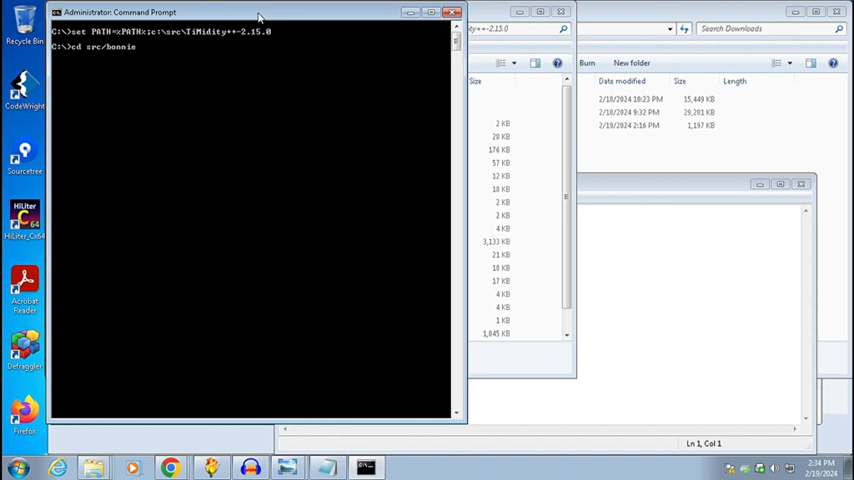 Administrator: Command Prompt
C:\>set PATH=%PATH%;c:\src\TiMidity++-2.15.0
C:\>cd src/bonnie
Recycle Bin
CodeWright
Sourcetree
HiLiter
C 64
HiLiter_Cx64
Acrobat
Reader
Defraggler
Firefox
y++-2.15.0
Size
2 KB
28 KB
176 KB
57 KB
12 KB
18 KB
2 KB
2 KB
4 KB
3,133 KB
21 KB
18 KB
17 KB
4 KB
4 KB
1 KB
1,845 KB
Search Downloads
Burn New folder
Date modified Size Length
2/18/2024 10:23 PM 15,449 KB
2/18/2024 9:32 PM 29,201 KB
2/19/2024 2:16 PM 1,197 KB
Ln 1, Col 1
2:34 PM
2/19/2024